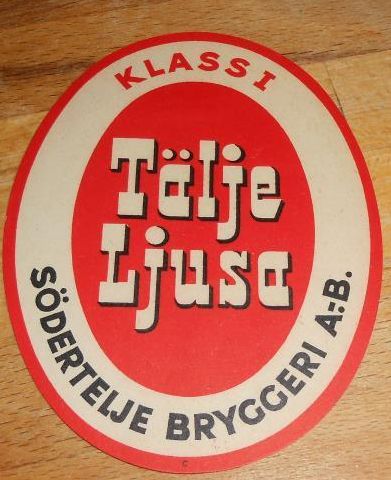 KLASS I
Tälje
Ljusa
SÖDERTELJE BRYGGERI A.-B.
C